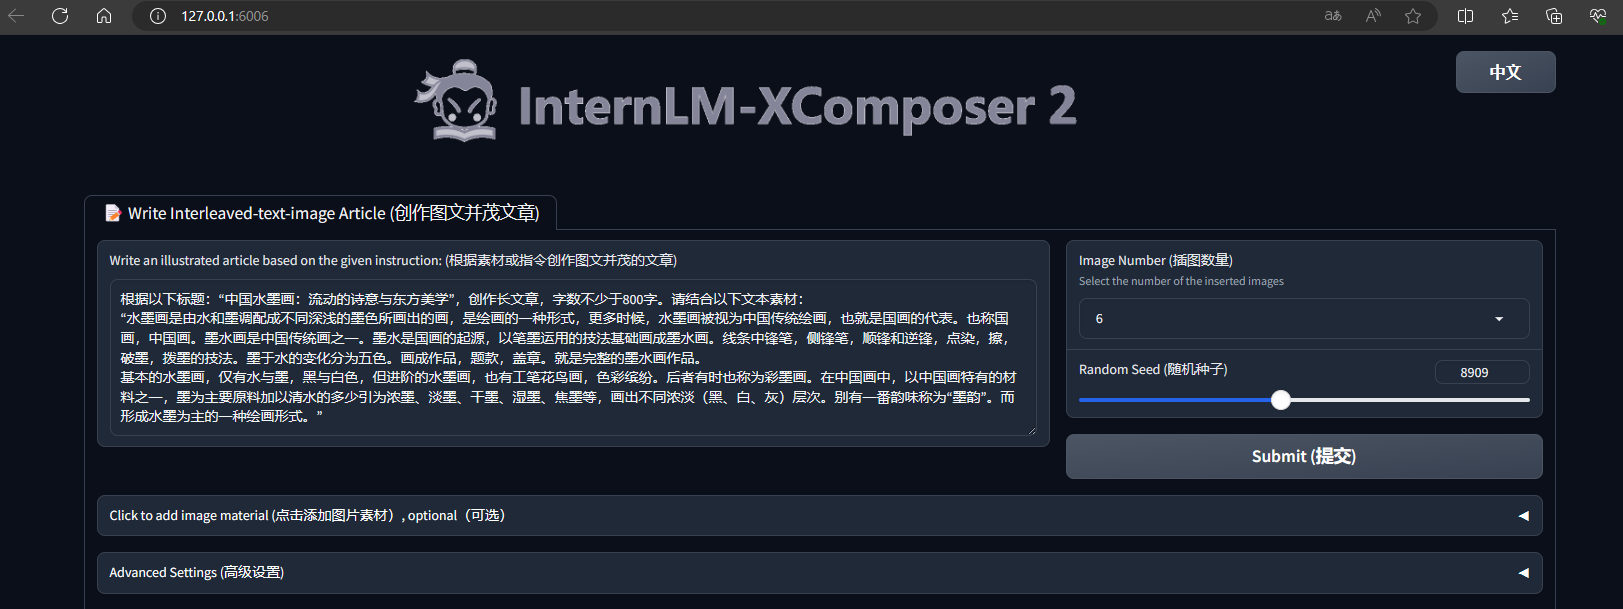 127.0.0.1:6006
中文
InternLM-XComposer 2
Write Interleaved-text-image Article (创作图文并茂文章)
Write an illustrated article based on the given instruction: (根据素材或指令创作图文并茂的文章)
根据以下标题：“中国水墨画：流动的诗意与东方美学”，创作长文章，字数不少于800字。请结合以下文本素材：
“水墨画是由水和墨调配成不同深浅的墨色所画出的画，是绘画的一种形式，更多时候，水墨画被视为中国传统绘画，也就是国画的代表。也称国
画，中国画。墨水画是中国传统画之一。墨水是国画的起源，以笔墨运用的技法基础画成墨水画。线条中锋笔，侧锋笔，顺锋和逆锋，点染，擦，
破墨，拨墨的技法。墨于水的变化分为五色。画成作品，题款，盖章。就是完整的墨水画作品。
基本的水墨画，仅有水与墨，黑与白色，但进阶的水墨画，也有工笔花鸟画，色彩缤纷。后者有时也称为彩墨画。在中国画中，以中国画特有的材
料之一，墨为主要原料加以清水的多少引为浓墨、淡墨、干墨、湿墨、焦墨等，画出不同浓淡（黑、白、灰）层次。别有一番韵味称为“墨韵”。而
形成水墨为主的一种绘画形式。”
Image Number (插图数量)
Select the number of the inserted images
6
Random Seed (随机种子)
8909
Submit (提交)
Click to add image material (点击添加图片素材）, optional（可选）
Advanced Settings (高级设置)